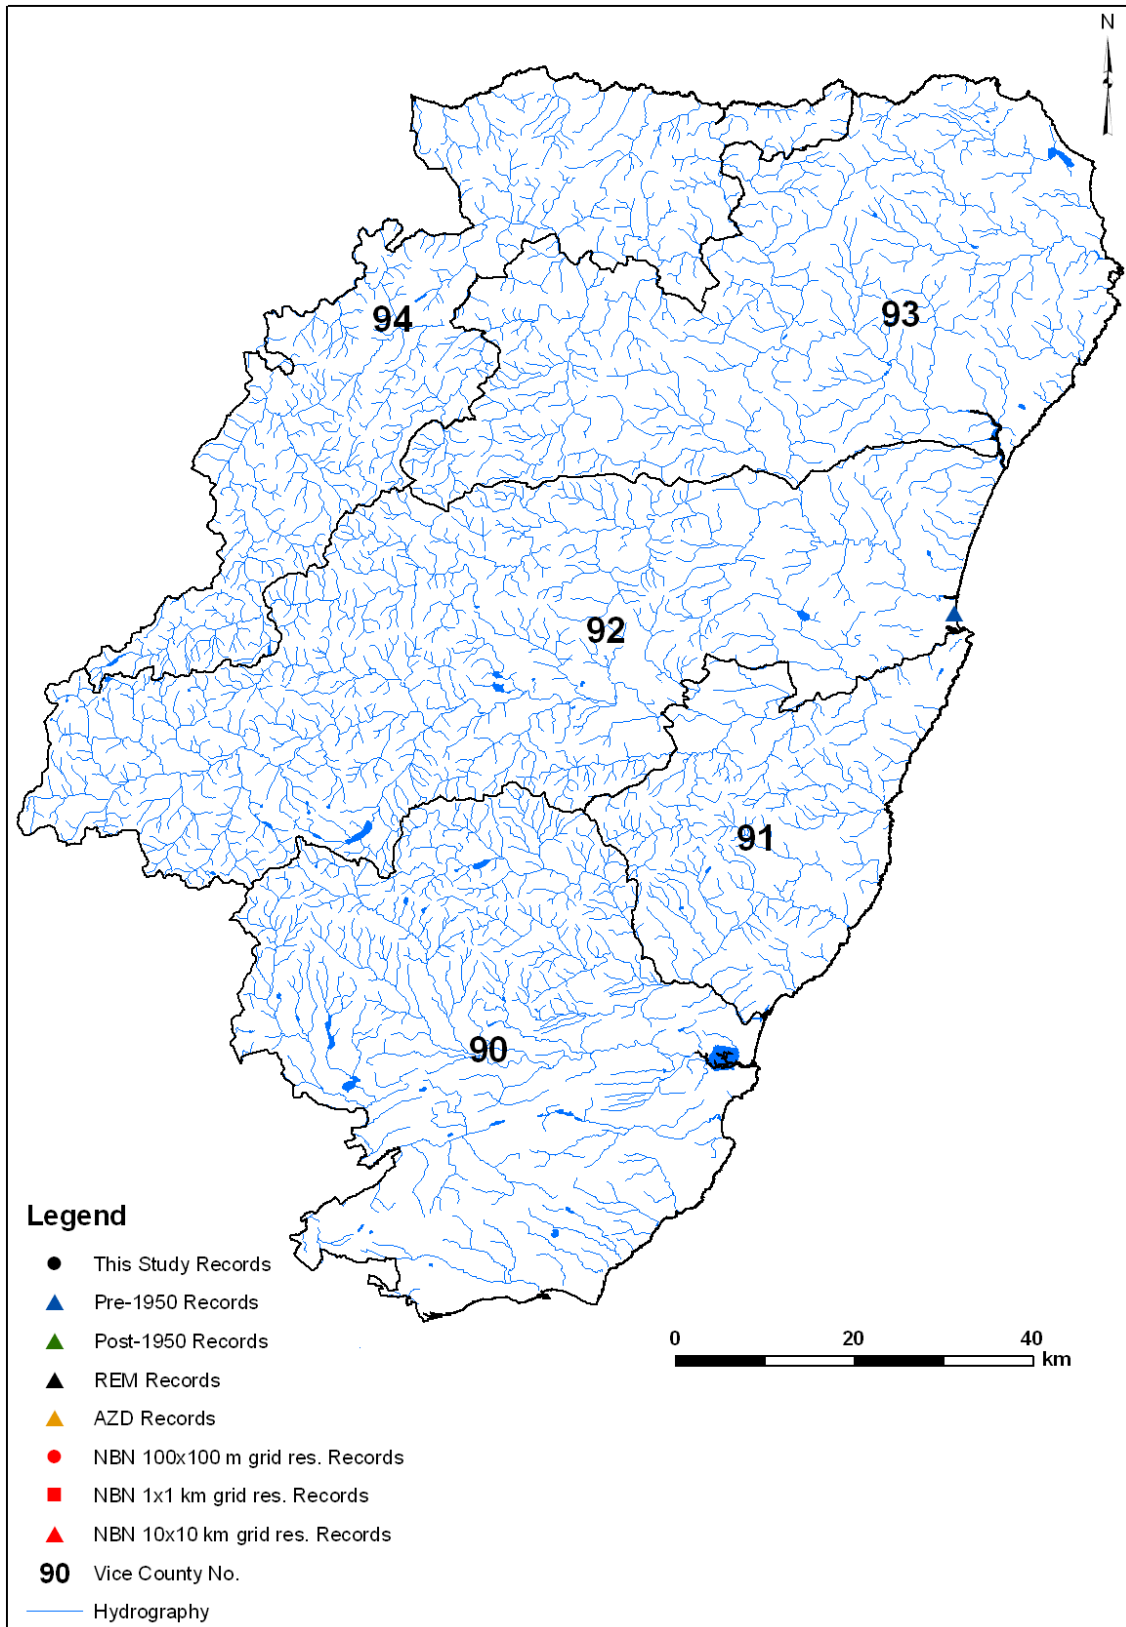 N
94
93
92
91
90
Legend
This Study Records
Pre-1950 Records
Post-1950 Records
REM Records
AZD Records
NBN 100x100 m grid res. Records
NBN 1x1 km grid res. Records
NBN 10x10 km grid res. Records
90 Vice County No.
Hydrography
0 20 40
km